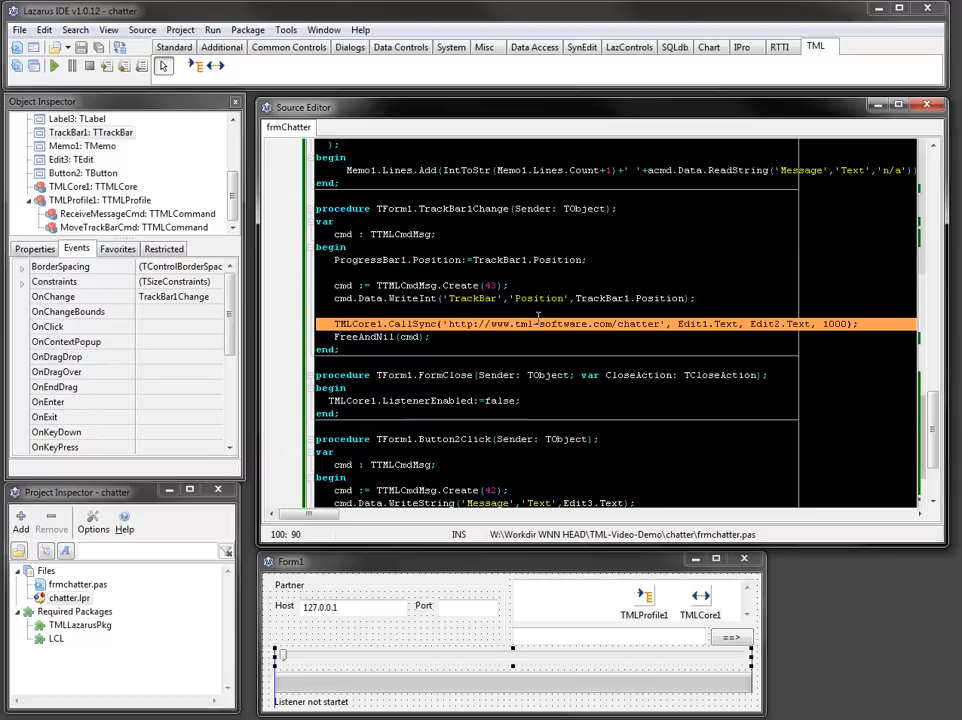 Lazarus IDE v1.0.12 - chatter
File Edit Search View Source Project Run Package Tools Window Help
Standard Additional Common Controls Dialogs Data Controls System Misc Data Access SynEdit LazControls SQLdb Chart IPro RTTI TML
Object Inspector
Label3: TLabel
TrackBar1: TTrackBar
Memo1: TMemo
Edit3: TEdit
Button2: TButton
TMLCore1: TTMLCore
TMLProfile1: TTMLProfile
ReceiveMessageCmd: TTMLCommand
MoveTrackBarCmd: TTMLCommand
Properties Events Favorites Restricted
BorderSpacing (TControlBorderSpac
Constraints (TSizeConstraints)
OnChange TrackBar1Change
OnChangeBounds
OnClick
OnContextPopup
OnDragDrop
OnDragOver
OnEndDrag
OnEnter
OnExit
OnKeyDown
OnKeyPress
Source Editor
frmChatter
);
begin
Memo1.Lines.Add(IntToStr(Memo1.Lines.Count+1)+' '+acmd.Data.ReadString('Message','Text','n/a'))
end;
procedure TForm1.TrackBar1Change(Sender: TObject);
var
cmd : TTMLCmdMsg;
begin
ProgressBar1.Position:=TrackBar1.Position;
cmd := TTMLCmdMsg.Create(43);
cmd.Data.WriteInt('TrackBar','Position',TrackBar1.Position);
TMLCore1.CallSync('http://www.tml-software.com/chatter', Edit1.Text, Edit2.Text, 1000);
FreeAndNil(cmd);
end;
procedure TForm1.FormClose(Sender: TObject; var CloseAction: TCloseAction);
begin
TMLCore1.ListenerEnabled:=false;
end;
procedure TForm1.Button2Click(Sender: TObject);
var
cmd : TTMLCmdMsg;
begin
cmd := TTMLCmdMsg.Create(42);
cmd.Data.WriteString('Message','Text',Edit3.Text);
100: 90 INS W:\Workdir WNN HEAD\TML-Video-Demo\chatter\frmchatter.pas
Project Inspector - chatter
Add Remove Options Help
Files
frmchatter.pas
chatter.lpr
Required Packages
TMLLazarusPkg
LCL
Form1
Partner
Host 127.0.0.1 Port
TMLProfile1 TMLCore1
==>
Listener not startet